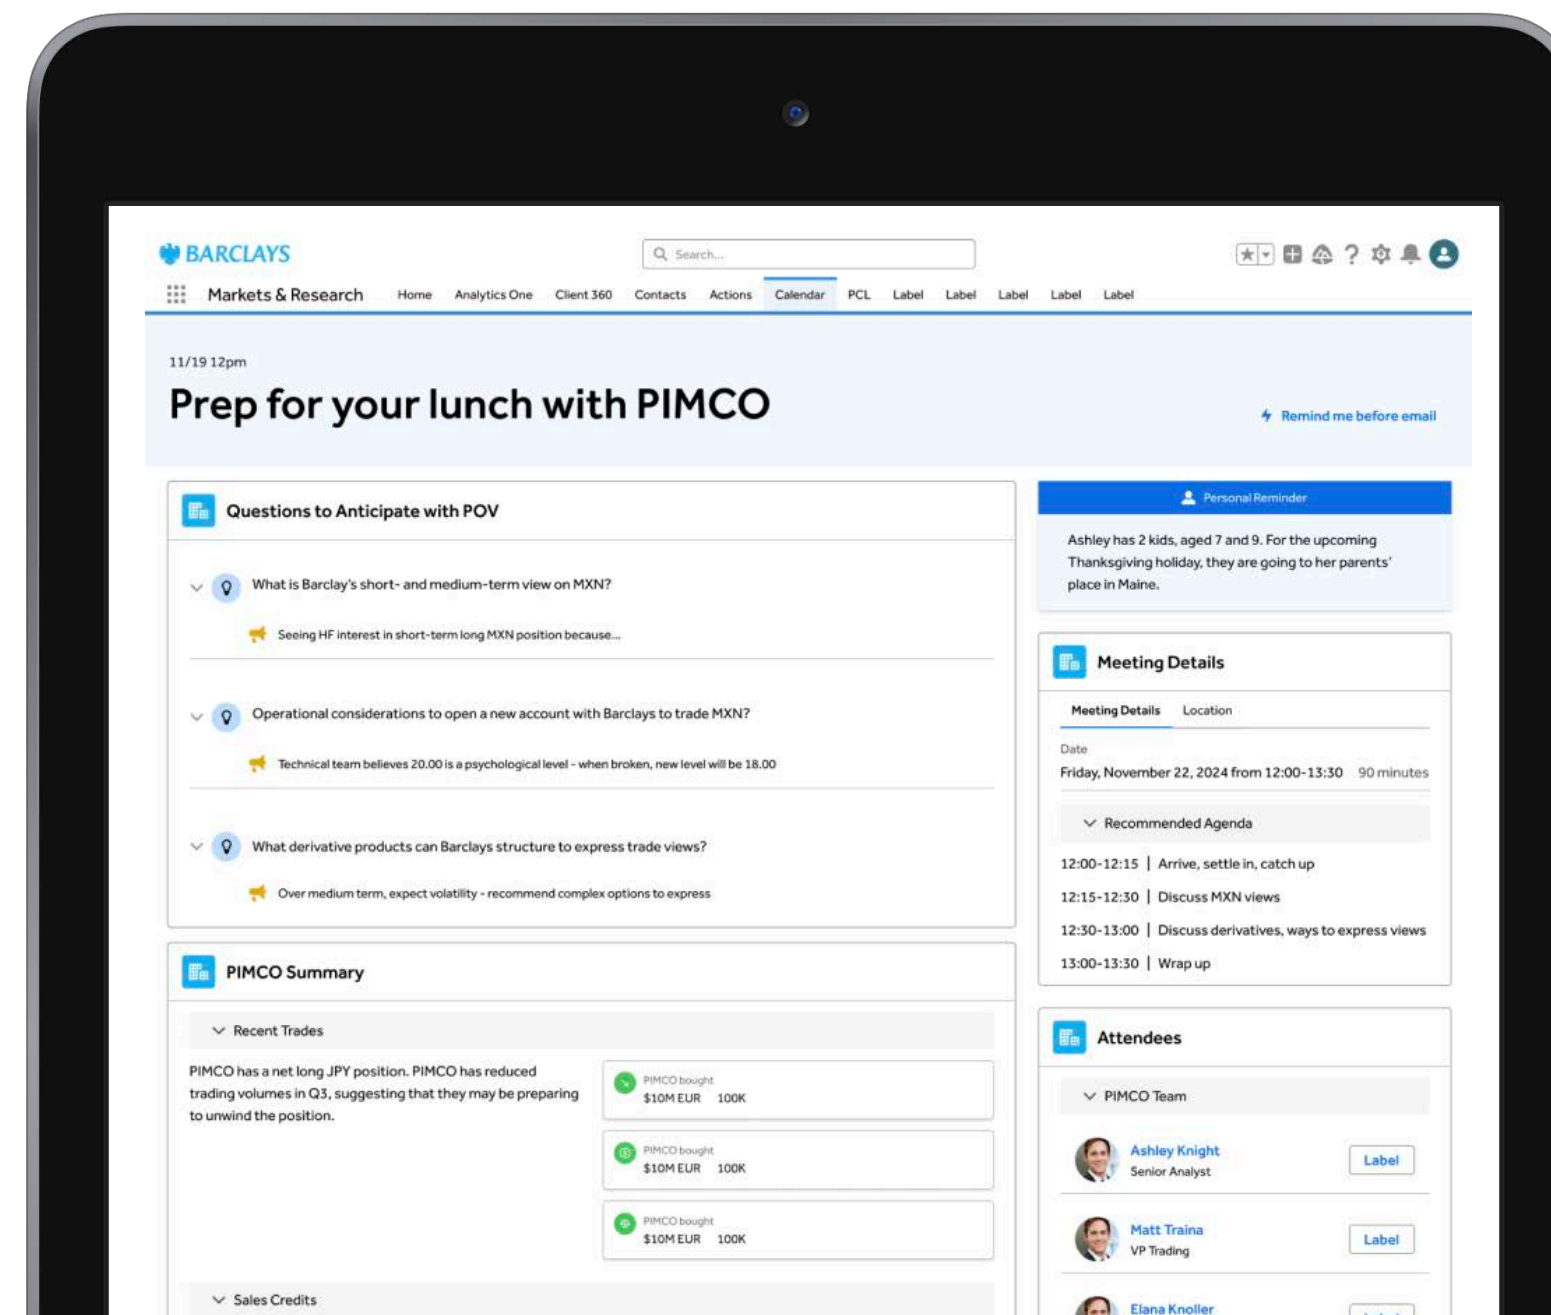 BARCLAYS
Search...
Markets & Research Home Analytics One Client 360 Contacts Actions Calendar PCL Label Label Label Label Label
11/19 12pm
Prep for your lunch with PIMCO
Remind me before email
Questions to Anticipate with POV
What is Barclay's short- and medium-term view on MXN?
Seeing HF interest in short-term long MXN position because...
Operational considerations to open a new account with Barclays to trade MXN?
Technical team believes 20.00 is a psychological level - when broken, new level will be 18.00
What derivative products can Barclays structure to express trade views?
Over medium term, expect volatility - recommend complex options to express
PIMCO Summary
Recent Trades
PIMCO has a net long JPY position. PIMCO has reduced
trading volumes in Q3, suggesting that they may be preparing
to unwind the position.
PIMCO bought
$10M EUR 100K
PIMCO bought
$10M EUR 100K
PIMCO bought
$10M EUR 100K
Sales Credits
Personal Reminder
Ashley has 2 kids, aged 7 and 9. For the upcoming
Thanksgiving holiday, they are going to her parents'
place in Maine.
Meeting Details
Meeting Details Location
Date
Friday, November 22, 2024 from 12:00-13:30 90 minutes
Recommended Agenda
12:00-12:15 | Arrive, settle in, catch up
12:15-12:30 | Discuss MXN views
12:30-13:00 | Discuss derivatives, ways to express views
13:00-13:30 | Wrap up
Attendees
PIMCO Team
Ashley Knight
Senior Analyst
Label
Matt Traina
VP Trading
Label
Elana Knoller